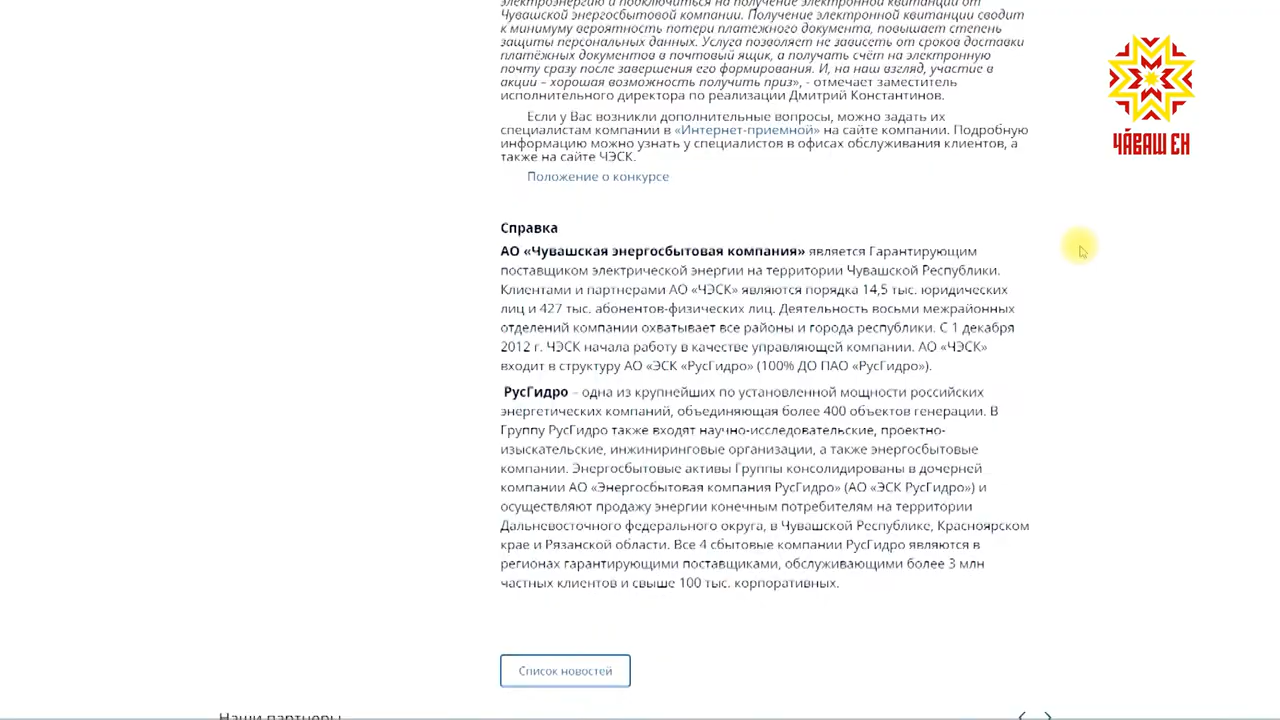 электроэнергию и подключиться на получение электронной квитанции от
Чувашской энергосбытовой компании. Получение электронной квитанции сводит
к минимуму вероятность потери платежного документа, повышает степень
защиты персональных данных. Услуга позволяет не зависеть от сроков доставки
платёжных документов в почтовый ящик, а получать счёт на электронную
почту сразу после завершения его формирования. И, на наш взгляд, участие в
акции – хорошая возможность получить приз», - отмечает заместитель
исполнительного директора по реализации Дмитрий Константинов.
Если у Вас возникли дополнительные вопросы, можно задать их
специалистам компании в «Интернет-приемной» на сайте компании. Подробную
информацию можно узнать у специалистов в офисах обслуживания клиентов, а
также на сайте ЧЭСК.
Положение о конкурсе
ЧӐВАШ ЕН
Справка
АО «Чувашская энергосбытовая компания» является Гарантирующим
поставщиком электрической энергии на территории Чувашской Республики.
Клиентами и партнерами АО «ЧЭСК» являются порядка 14,5 тыс. юридических
лиц и 427 тыс. абонентов-физических лиц. Деятельность восьми межрайонных
отделений компании охватывает все районы и города республики. С 1 декабря
2012 г. ЧЭСК начала работу в качестве управляющей компании. АО «ЧЭСК»
входит в структуру АО «ЭСК «РусГидро» (100% ДО ПАО «РусГидро»).
РусГидро – одна из крупнейших по установленной мощности российских
энергетических компаний, объединяющая более 400 объектов генерации. В
Группу РусГидро также входят научно-исследовательские, проектно-
изыскательские, инжиниринговые организации, а также энергосбытовые
компании. Энергосбытовые активы Группы консолидированы в дочерней
компании АО «Энергосбытовая компания РусГидро» (АО «ЭСК РусГидро») и
осуществляют продажу энергии конечным потребителям на территории
Дальневосточного федерального округа, в Чувашской Республике, Красноярском
крае и Рязанской области. Все 4 сбытовые компании РусГидро являются в
регионах гарантирующими поставщиками, обслуживающими более 3 млн
частных клиентов и свыше 100 тыс. корпоративных.
Список новостей
Наши партнеры